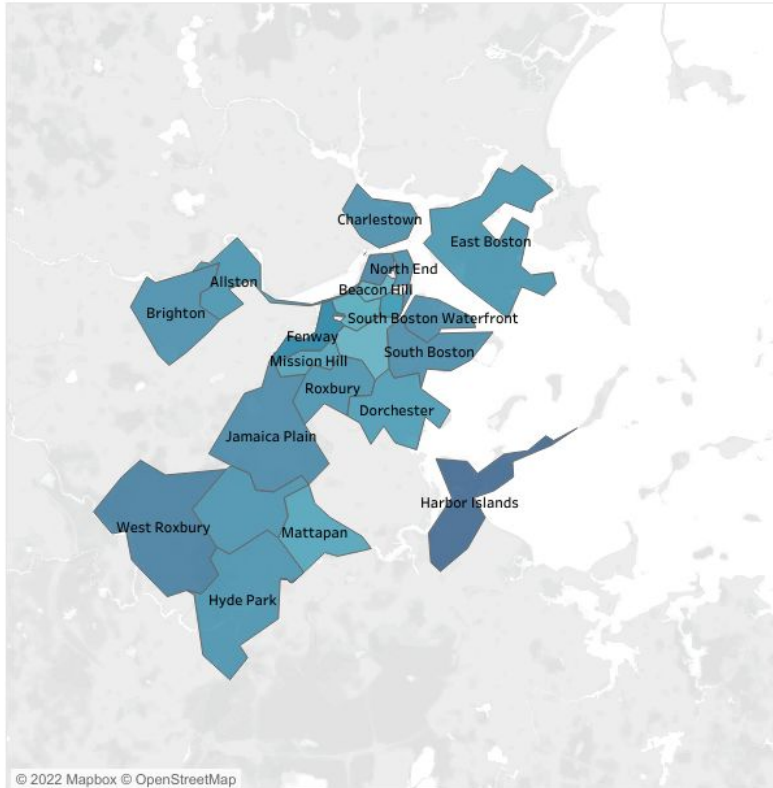 Charlestown
East Boston
North End
Allston
Beacon Hill
Brighton
South Boston Waterfront
Fenway
South Boston
Mission Hill
Roxbury
Dorchester
Jamaica Plain
Harbor Islands
West Roxbury
Mattapan
Hyde Park
© 2022 Mapbox © OpenStreetMap